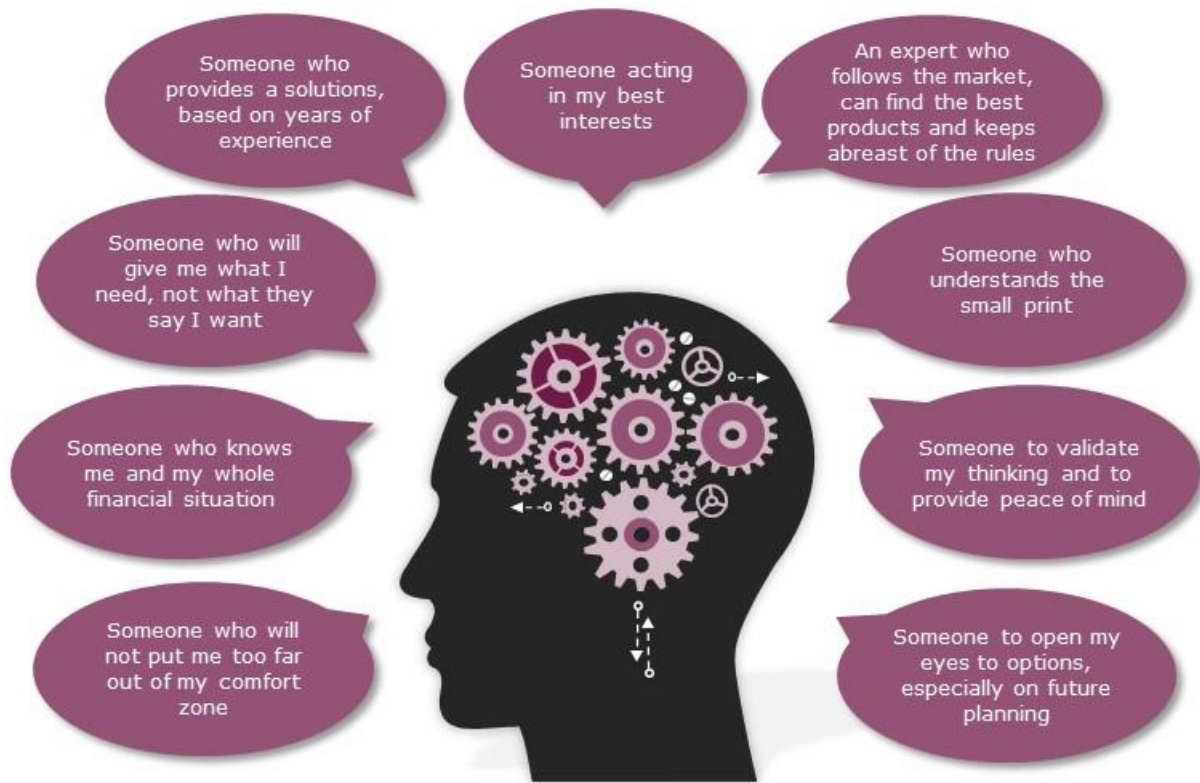 Someone who
provides a solutions,
based on years of
experience
Someone acting
in my best
interests
An expert who
follows the market,
can find the best
products and keeps
abreast of the rules
Someone who will
give me what I
need, not what they
say I want
Someone who
understands the
small print
Someone who knows
me and my whole
financial situation
Someone to validate
my thinking and to
provide peace of mind
Someone who will
not put me too far
out of my comfort
zone
Someone to open my
eyes to options,
especially on future
planning